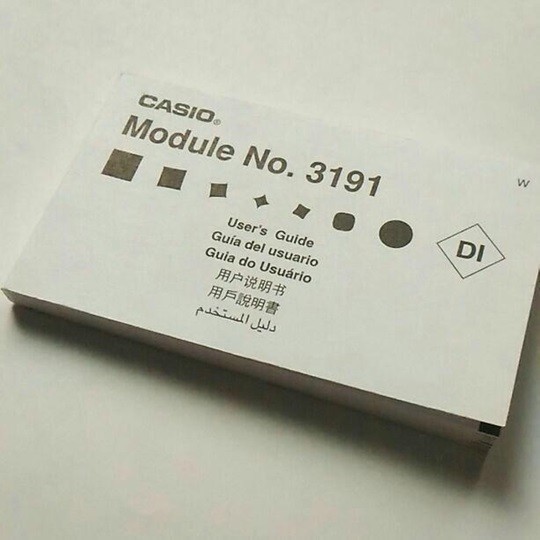 CASIO®
Module No. 3191
W
User's Guide
Guía del usuario
Guia do Usuário
用户说明书
用戶說明書
دليل المستخدم
DI